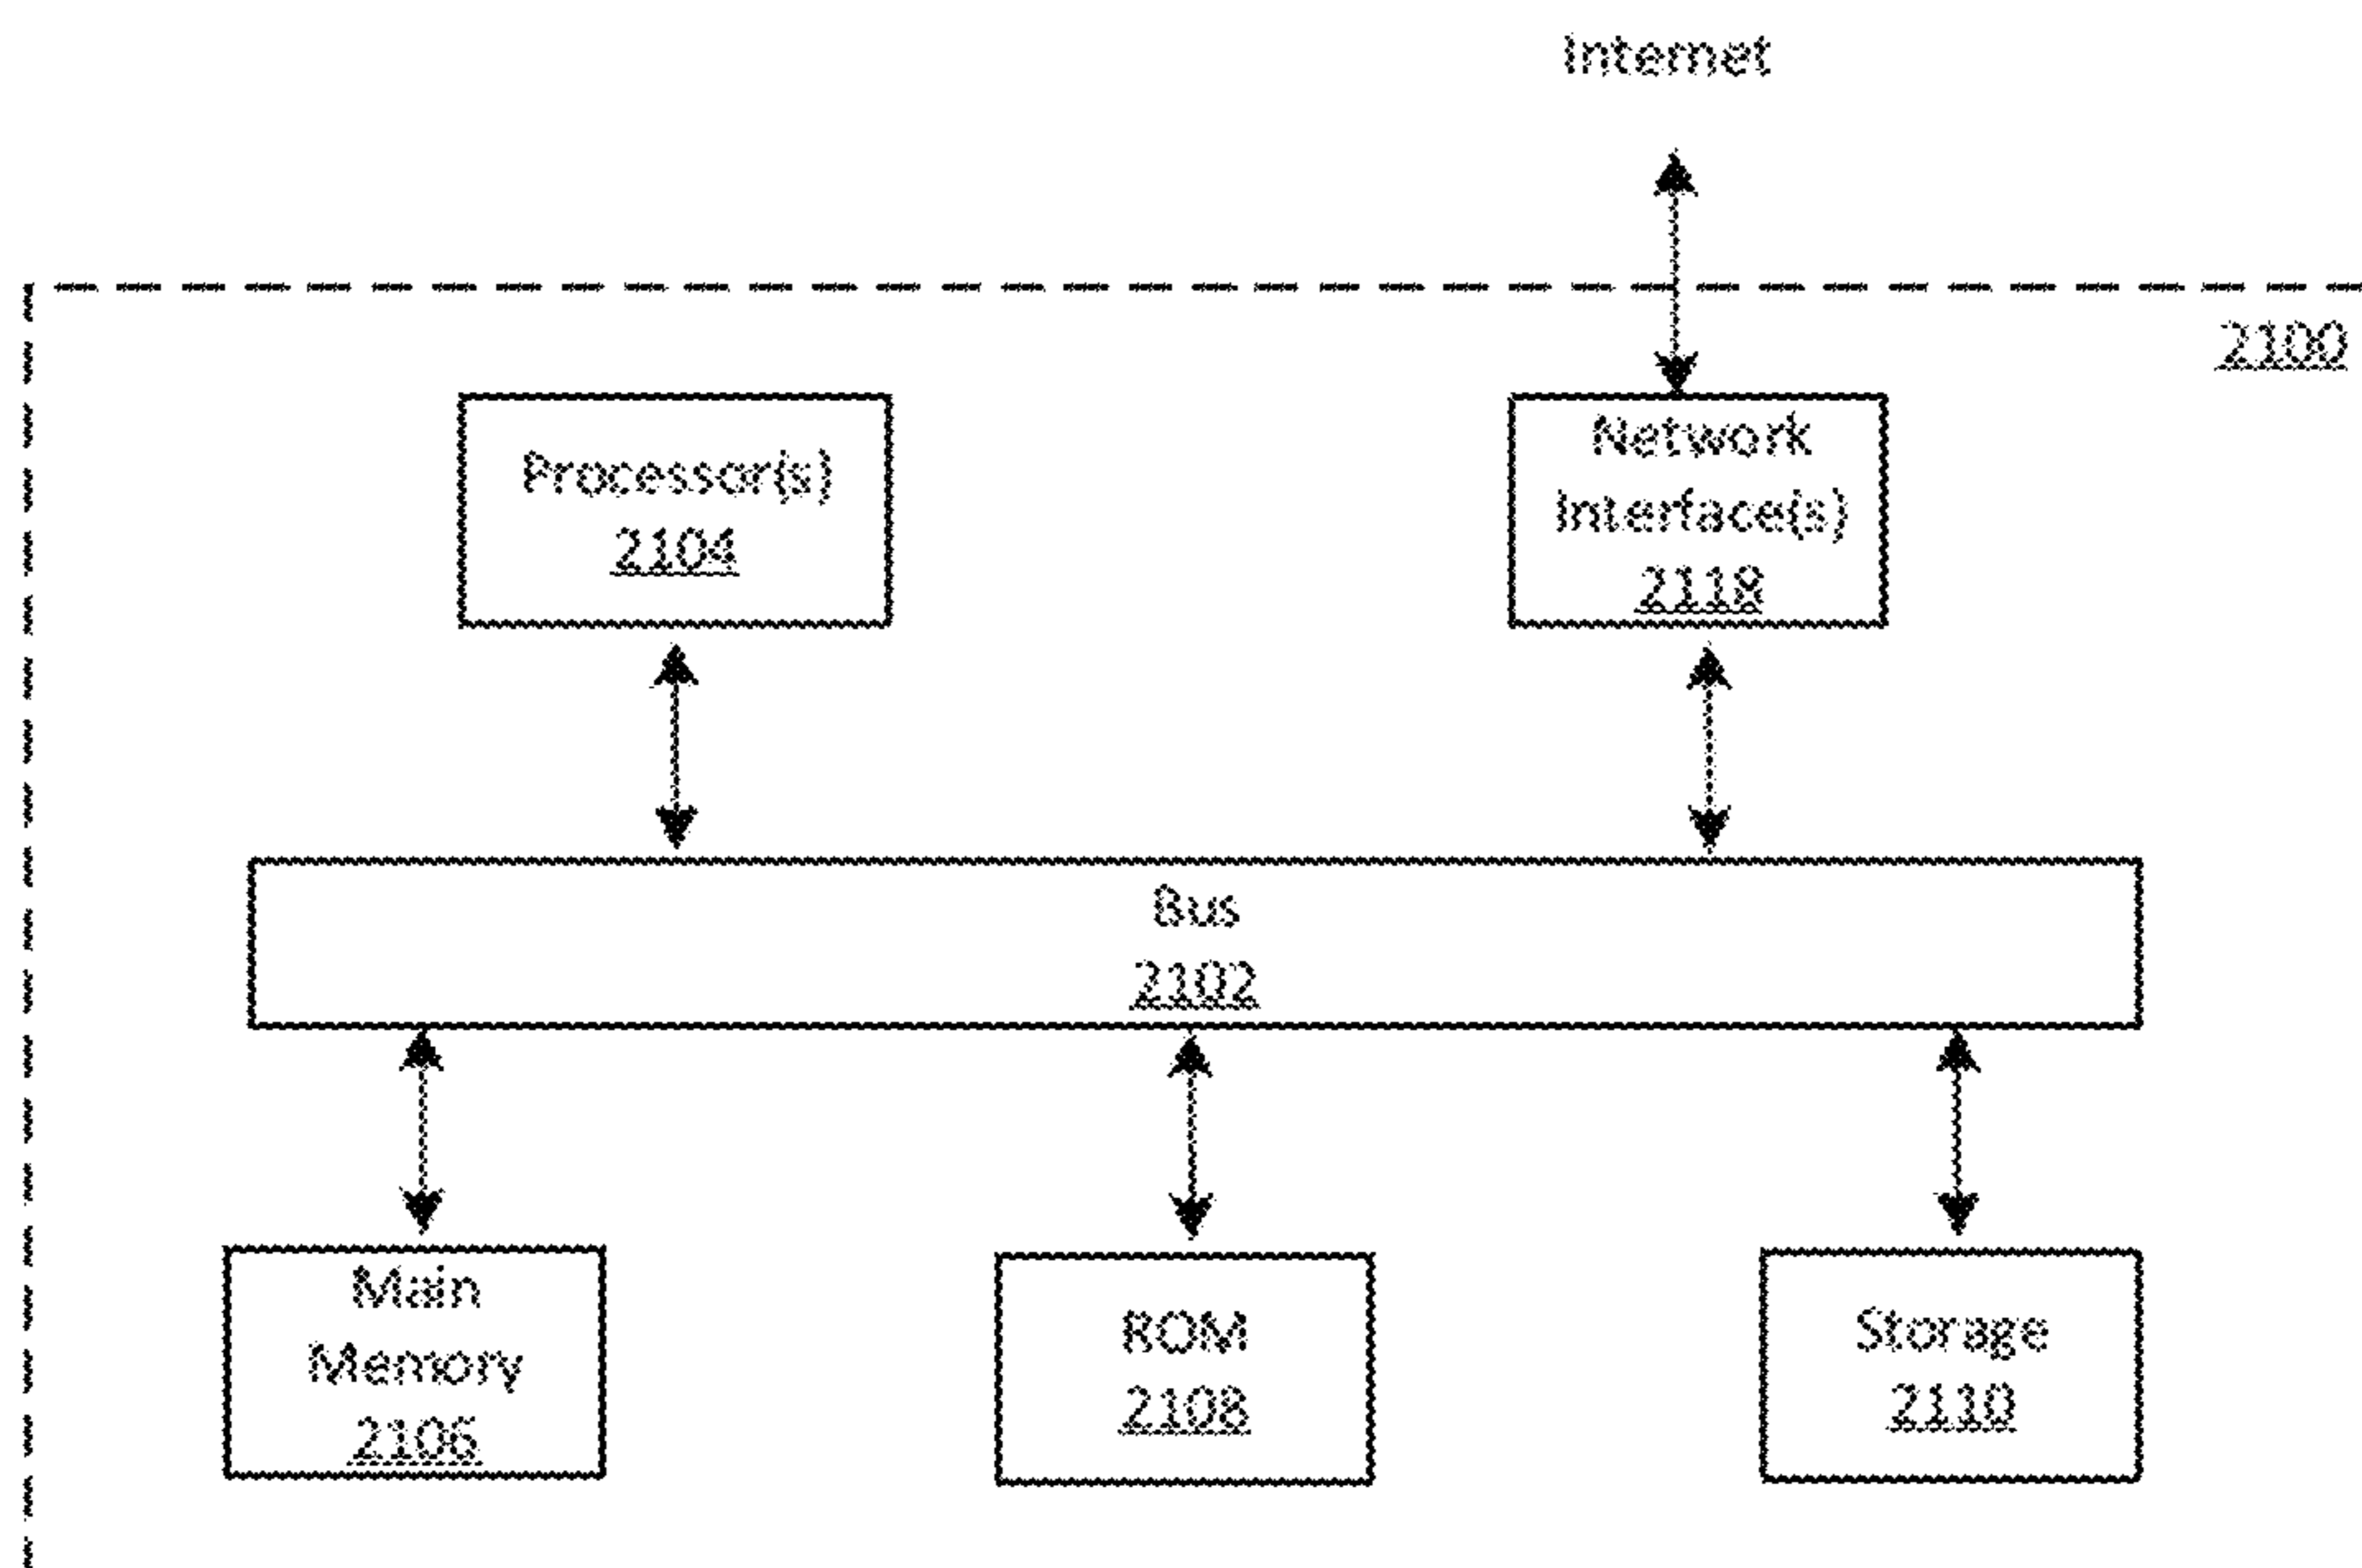 Internet
2100
Processor(s)
2104
Network
Interface(s)
2118
Bus
2102
Main
Memory
2106
ROM
2108
Storage
2110